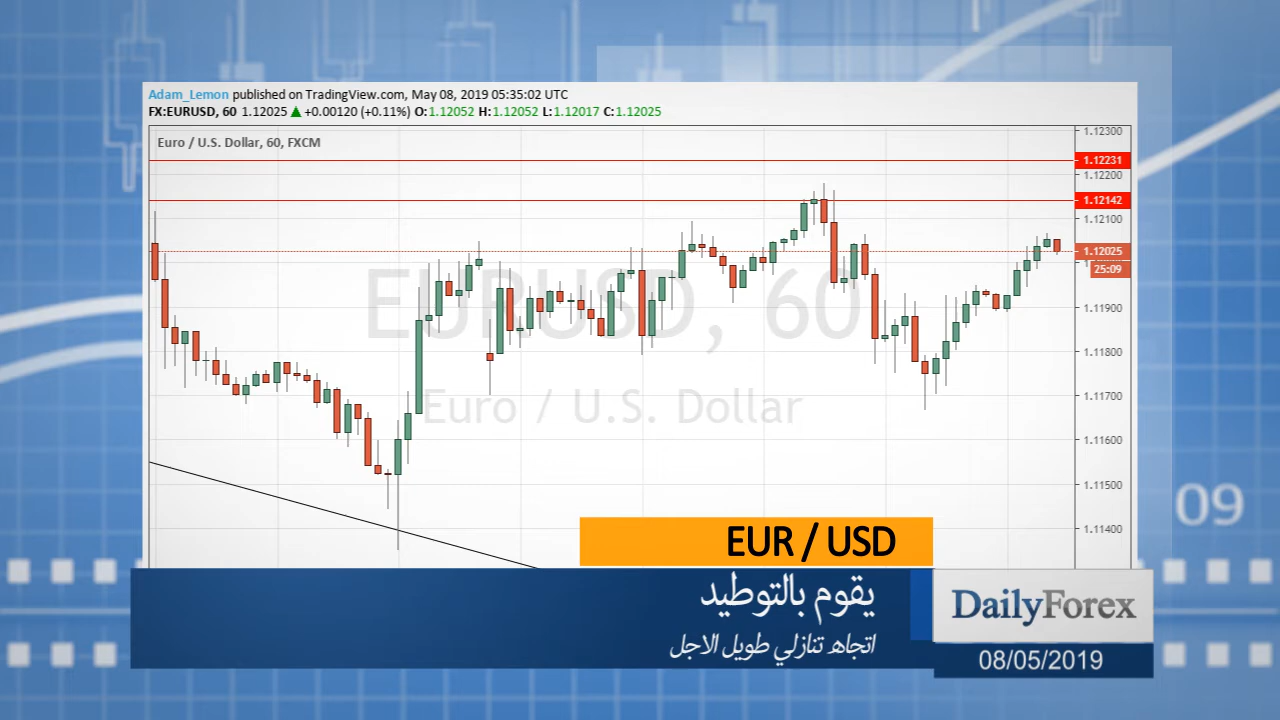 Adam_Lemon published on TradingView.com, May 08, 2019 05:35:02 UTC
FX:EURUSD, 60 1.12025 ▲ +0.00120 (+0.11%) O:1.12052 H:1.12052 L:1.12017 C:1.12025
Euro / U.S. Dollar, 60, FXCM
1.12300
1.12231
1.12200
1.12142
1.12100
1.12025
25:09
1.11900
1.11800
1.11700
1.11600
1.11500
1.11400
EURUSD, 60
Euro / U.S. Dollar
09
EUR / USD
يقوم بالتوطيد
اتجاه تنازلي طويل الاجل
DailyForex
08/05/2019